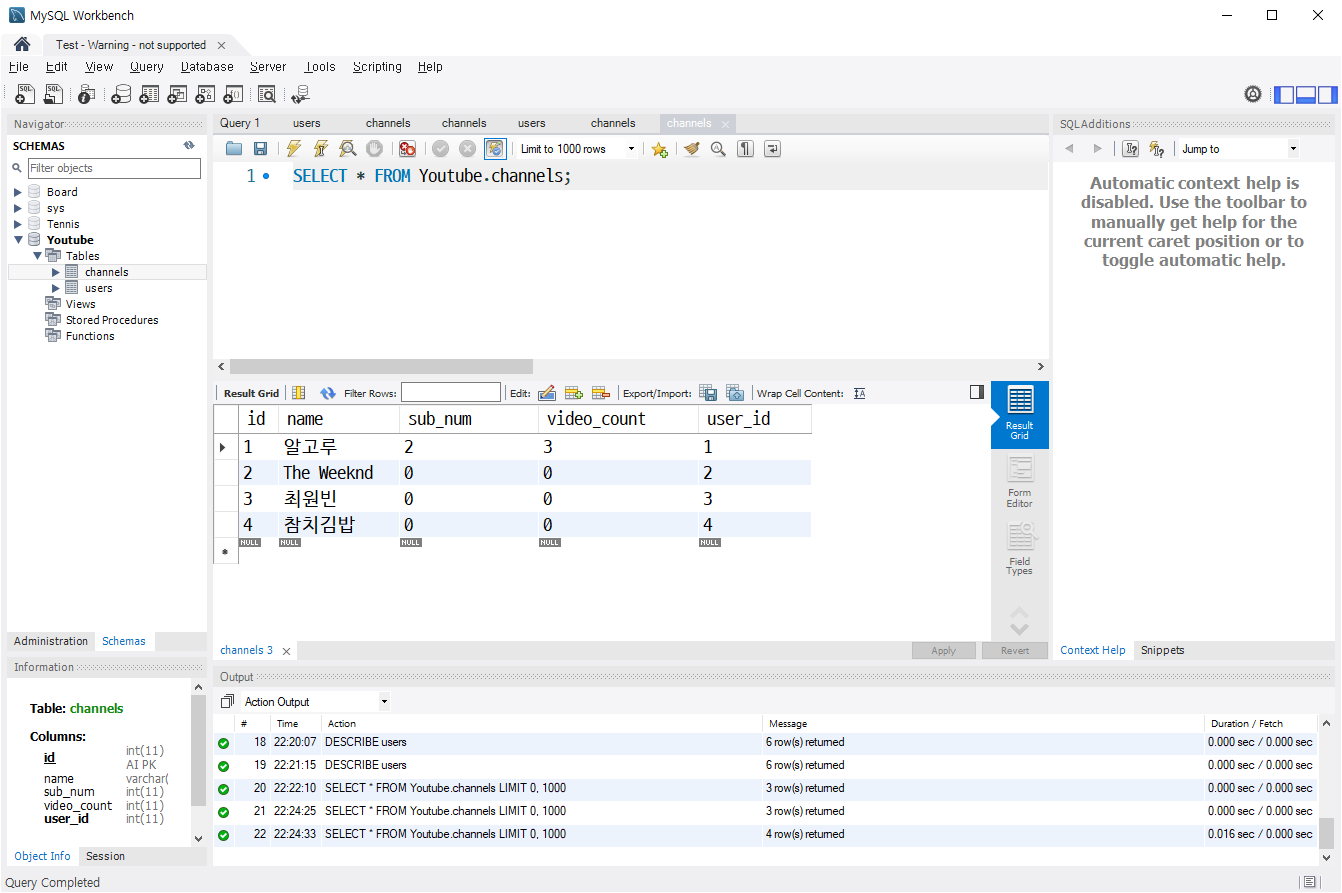 MySQL Workbench
Test - Warning - not supported
File Edit View Query Database Server Tools Scripting Help
Navigator
SCHEMAS
Filter objects
Board
sys
Tennis
Youtube
Tables
channels
users
Views
Stored Procedures
Functions
Administration Schemas
Information
Table: channels
Columns:
id int(11) AI PK
name varchar(
sub_num int(11)
video_count int(11)
user_id int(11)
Object Info Session
Query 1 users channels channels users channels channels
Limit to 1000 rows
1 SELECT * FROM Youtube.channels;
Result Grid Filter Rows: Edit: Export/Import: Wrap Cell Content:
id name sub_num video_count user_id
1 알고루 2 3 1
2 The Weeknd 0 0 2
3 최원빈 0 0 3
4 참치김밥 0 0 4
NULL NULL NULL NULL NULL
Result Grid
Form Editor
Field Types
channels 3
Apply Revert
SQLAdditions
Jump to
Automatic context help is
disabled. Use the toolbar to
manually get help for the
current caret position or to
toggle automatic help.
Context Help Snippets
Output
Action Output
# Time Action Message Duration / Fetch
18 22:20:07 DESCRIBE users 6 row(s) returned 0.000 sec / 0.000 sec
19 22:21:15 DESCRIBE users 6 row(s) returned 0.000 sec / 0.000 sec
20 22:22:10 SELECT * FROM Youtube.channels LIMIT 0, 1000 3 row(s) returned 0.000 sec / 0.000 sec
21 22:24:25 SELECT * FROM Youtube.channels LIMIT 0, 1000 3 row(s) returned 0.000 sec / 0.000 sec
22 22:24:33 SELECT * FROM Youtube.channels LIMIT 0, 1000 4 row(s) returned 0.016 sec / 0.000 sec
Query Completed